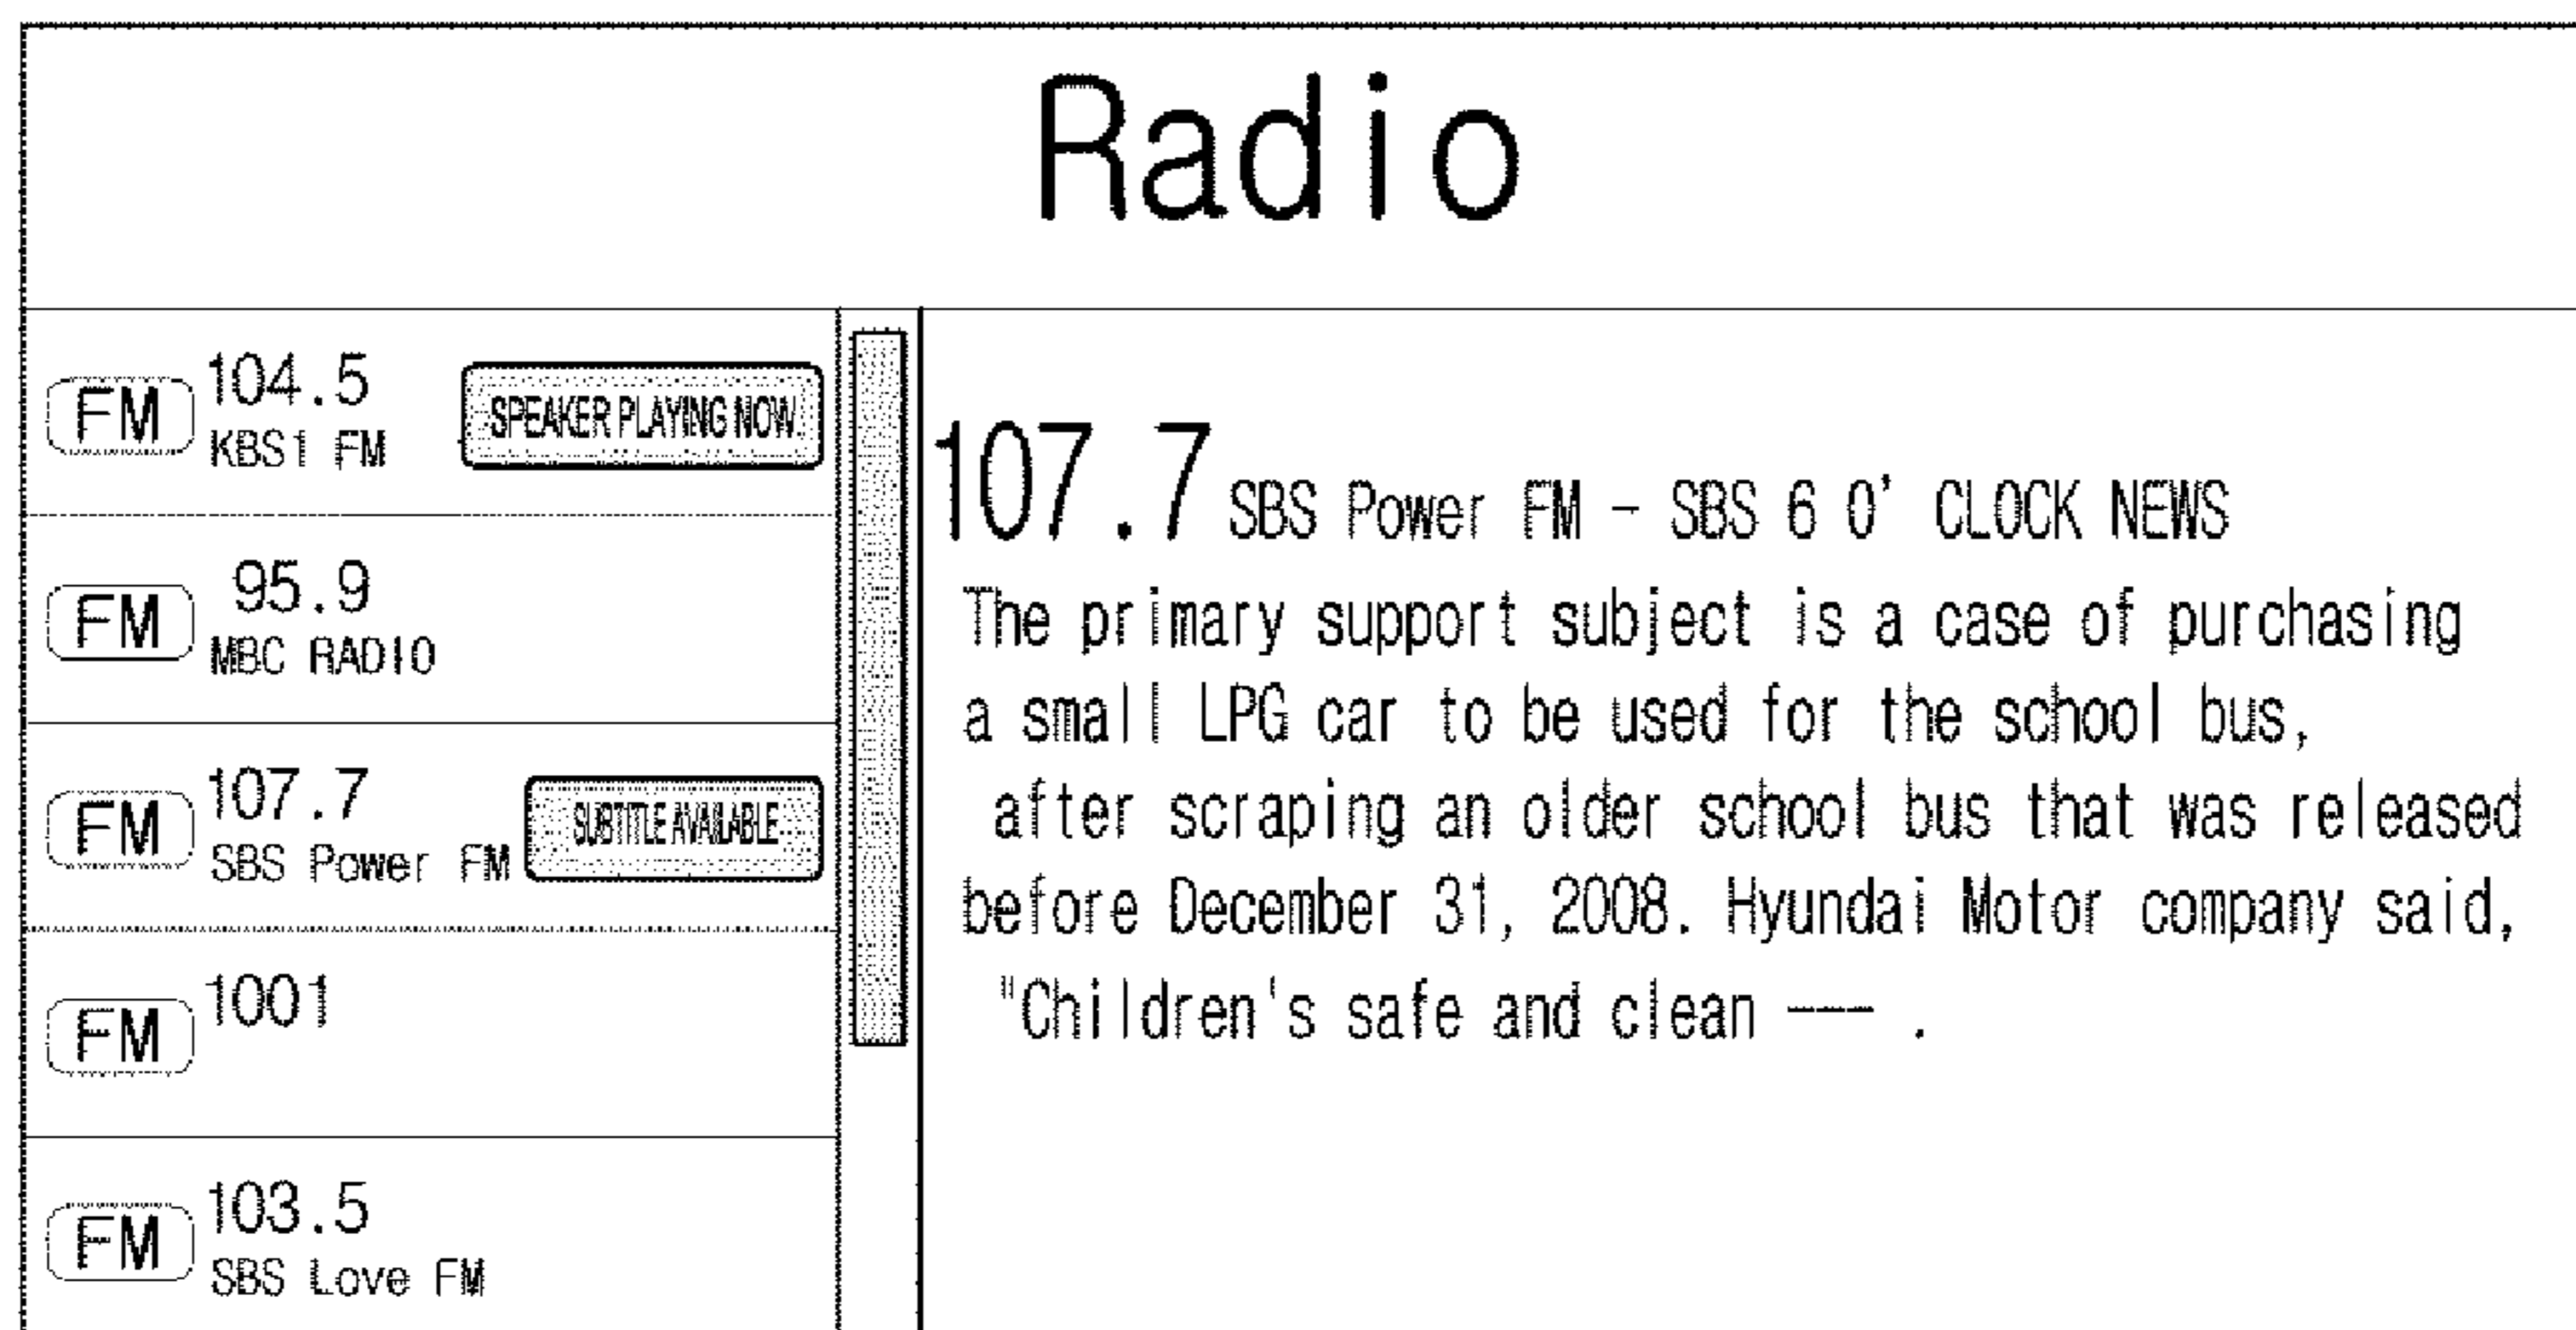 Radio
FM 104.5 SPEAKER PLAYING NOW
KBS1 FM
FM 95.9
MBC RADIO
FM 107.7 SUBTITLE AVAILABLE
SBS Power FM
FM 1001
FM 103.5
SBS Love FM
107.7 SBS Power FM - SBS 6 O' CLOCK NEWS
The primary support subject is a case of purchasing
a small LPG car to be used for the school bus,
after scraping an older school bus that was released
before December 31, 2008. Hyundai Motor company said,
"Children's safe and clean --- .